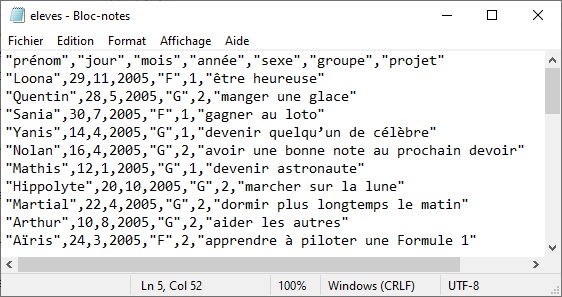 eleves - Bloc-notes
Fichier Edition Format Affichage Aide
"prénom","jour","mois","année","sexe","groupe","projet"
"Loona",29,11,2005,"F",1,"être heureuse"
"Quentin",28,5,2005,"G",2,"manger une glace"
"Sania",30,7,2005,"F",1,"gagner au loto"
"Yanis",14,4,2005,"G",1,"devenir quelqu’un de célèbre"
"Nolan",16,4,2005,"G",2,"avoir une bonne note au prochain devoir"
"Mathis",12,1,2005,"G",1,"devenir astronaute"
"Hippolyte",20,10,2005,"G",2,"marcher sur la lune"
"Martial",22,4,2005,"G",2,"dormir plus longtemps le matin"
"Arthur",10,8,2005,"G",2,"aider les autres"
"Aïris",24,3,2005,"F",2,"apprendre à piloter une Formule 1"
Ln 5, Col 52 100% Windows (CRLF) UTF-8